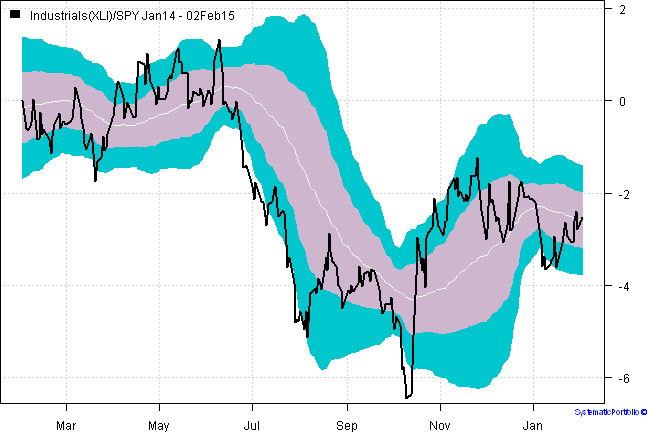 Industrials(XLI)/SPY Jan14 - 02Feb15
2
0
-2
-4
-6
Mar May Jul Sep Nov Jan
SystematicPortfolio ©